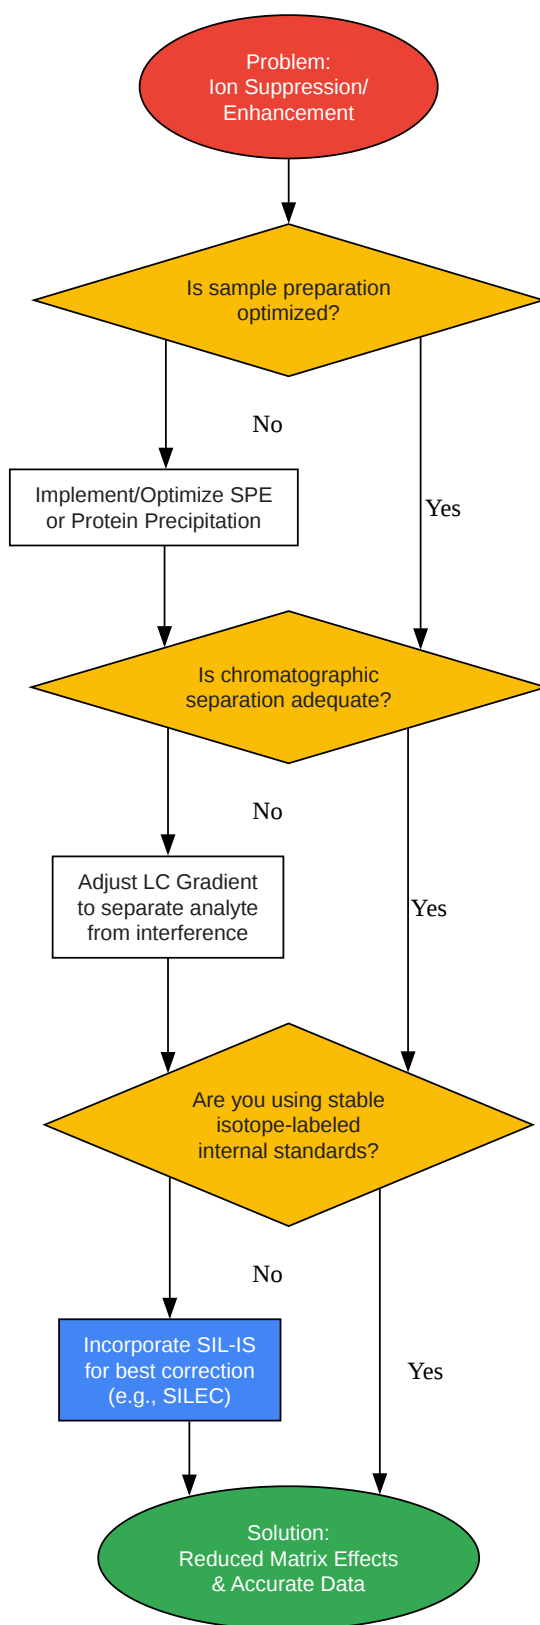 Problem:
Ion Suppression/
Enhancement
Is sample preparation
optimized?
No
Implement/Optimize SPE
or Protein Precipitation
Yes
Is chromatographic
separation adequate?
No
Adjust LC Gradient
to separate analyte
from interference
Yes
Are you using stable
isotope-labeled
internal standards?
No
Incorporate SIL-IS
for best correction
(e.g., SILEC)
Yes
Solution:
Reduced Matrix Effects
& Accurate Data